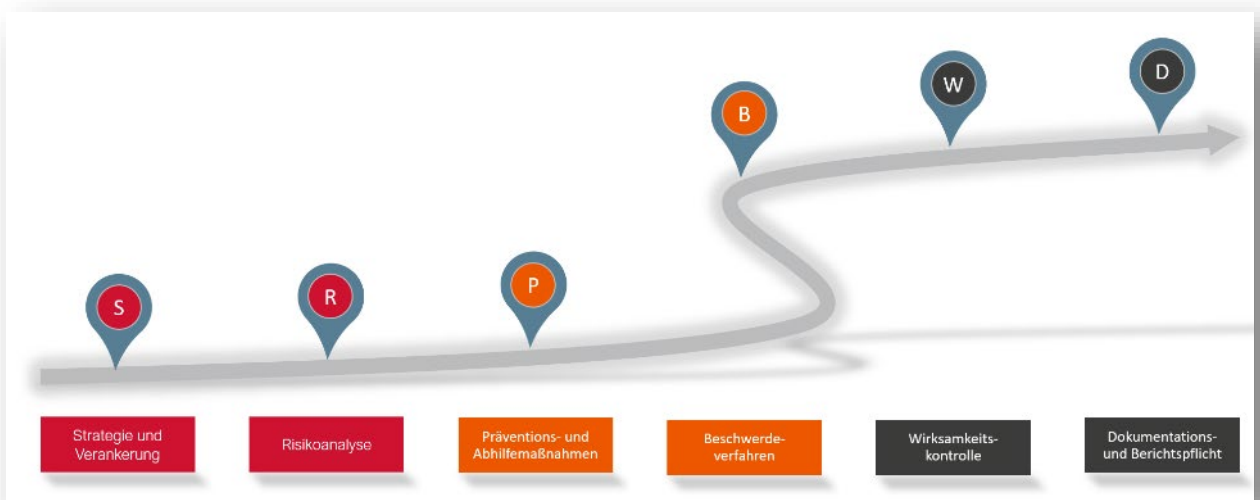 S
R
P
B
W
D
Strategie und
Verankerung
Risikoanalyse
Präventions- und
Abhilfemaßnahmen
Beschwerde-
verfahren
Wirksamkeits-
kontrolle
Dokumentations-
und Berichtspflicht